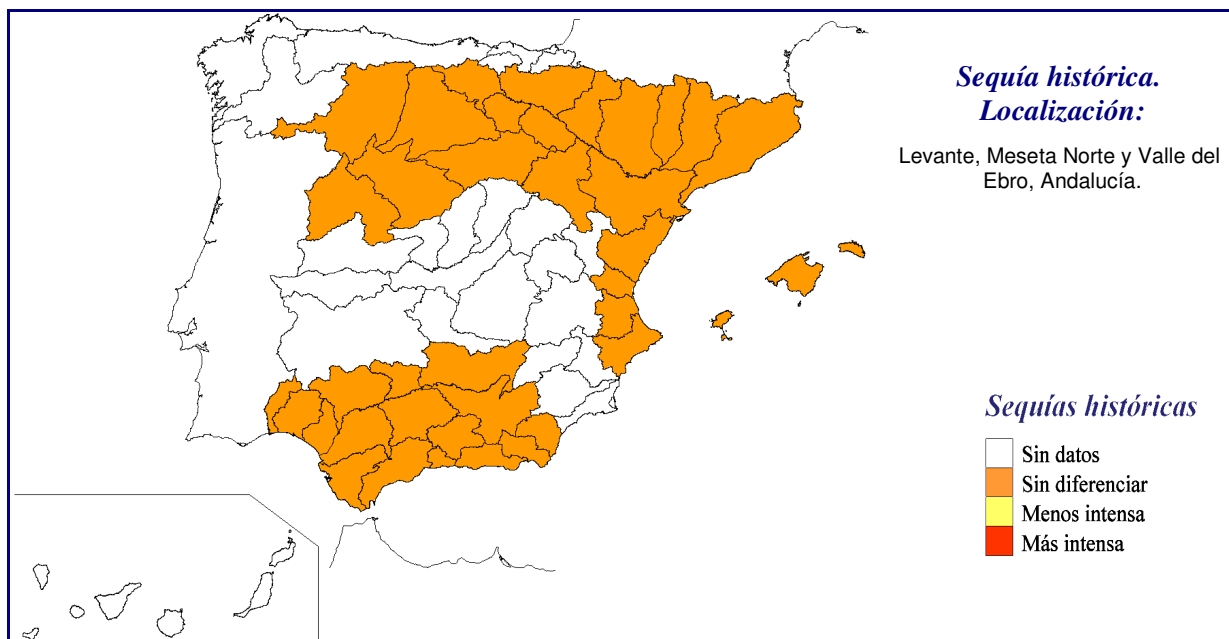 Sequía histórica.
Localización:
Levante, Meseta Norte y Valle del
Ebro, Andalucía.
Sequías históricas
Sin datos
Sin diferenciar
Menos intensa
Más intensa